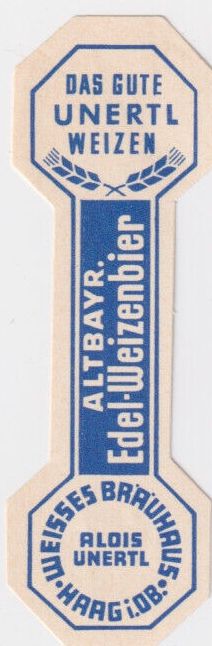 DAS GUTE
UNERTL
WEIZEN
ALTBAYR.
Edel-Weizenbier
WEISSES BRÄUHAUS
ALOIS
UNERTL
· HAAG i. OB. ·